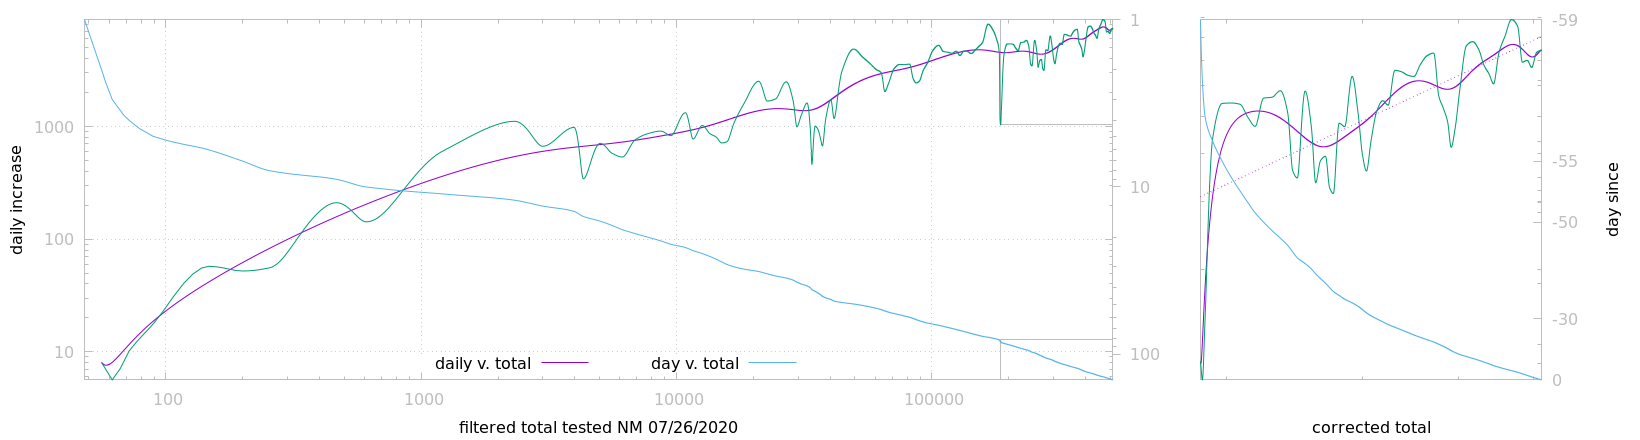 daily increase
1000
100
10
100
1000
10000
100000
filtered total tested NM 07/26/2020
daily v. total
day v. total
1
10
100
-59
-55
-50
-30
0
day since
corrected total